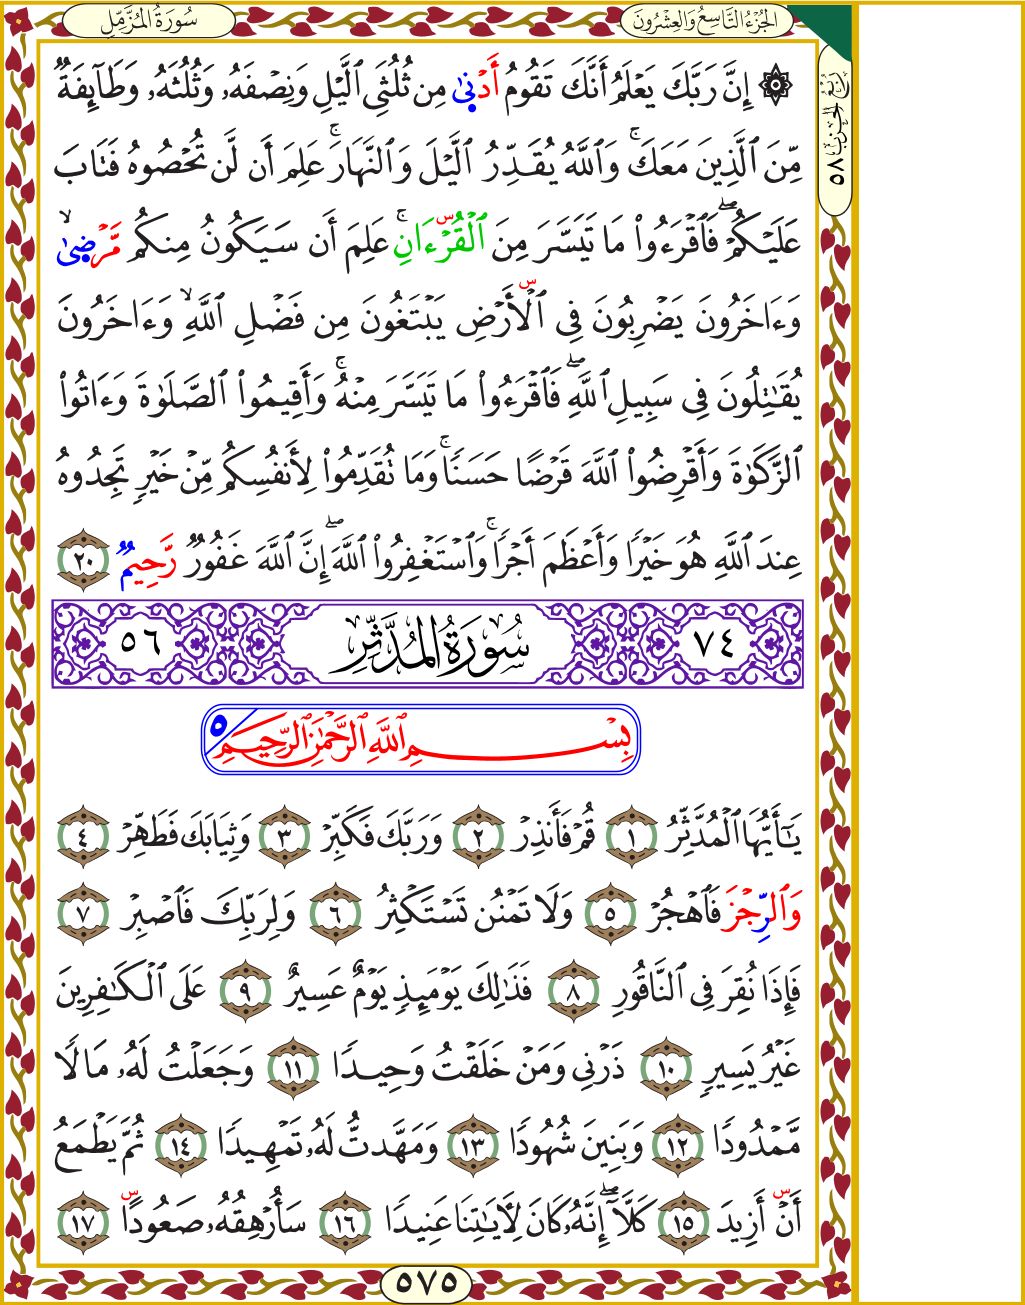 سُورَةُ الْمُزَّمِّلِ
الجُزْءُ التَّاسِعُ وَالعِشْرُونَ
۞ إِنَّ رَبَّكَ يَعْلَمُ أَنَّكَ تَقُومُ أَدْنَىٰ مِن ثُلُثَيِ ٱلَّيْلِ وَنِصْفَهُۥ وَثُلُثَهُۥ وَطَآئِفَةٌ
مِّنَ ٱلَّذِينَ مَعَكَ ۚ وَٱللَّهُ يُقَدِّرُ ٱلَّيْلَ وَٱلنَّهَارَ ۚ عَلِمَ أَن لَّن تُحْصُوهُ فَتَابَ
عَلَيْكُمْ ۖ فَٱقْرَءُوا۟ مَا تَيَسَّرَ مِنَ ٱلْقُرْءَانِ ۚ عَلِمَ أَن سَيَكُونُ مِنكُم مَّرْضَىٰ ۙ
وَءَاخَرُونَ يَضْرِبُونَ فِى ٱلْأَرْضِ يَبْتَغُونَ مِن فَضْلِ ٱللَّهِ ۙ وَءَاخَرُونَ
يُقَٰتِلُونَ فِى سَبِيلِ ٱللَّهِ ۖ فَٱقْرَءُوا۟ مَا تَيَسَّرَ مِنْهُ ۚ وَأَقِيمُوا۟ ٱلصَّلَوٰةَ وَءَاتُوا۟
ٱلزَّكَوٰةَ وَأَقْرِضُوا۟ ٱللَّهَ قَرْضًا حَسَنًا ۚ وَمَا تُقَدِّمُوا۟ لِأَنفُسِكُم مِّنْ خَيْرٍ تَجِدُوهُ
عِندَ ٱللَّهِ هُوَ خَيْرًا وَأَعْظَمَ أَجْرًا ۚ وَٱسْتَغْفِرُوا۟ ٱللَّهَ ۖ إِنَّ ٱللَّهَ غَفُورٌ رَّحِيمٌۢ ٢٠
٧٤ سُورَةُ المُدَّثِّرِ ٥٦
بِسْمِ ٱللَّهِ ٱلرَّحْمَٰنِ ٱلرَّحِيمِ ٥
يَٰٓأَيُّهَا ٱلْمُدَّثِّرُ ١ قُمْ فَأَنذِرْ ٢ وَرَبَّكَ فَكَبِّرْ ٣ وَثِيَابَكَ فَطَهِّرْ ٤
وَٱلرِّجْزَ فَٱهْجُرْ ٥ وَلَا تَمْنُن تَسْتَكْثِرُ ٦ وَلِرَبِّكَ فَٱصْبِرْ ٧
فَإِذَا نُقِرَ فِى ٱلنَّاقُورِ ٨ فَذَٰلِكَ يَوْمَئِذٍ يَوْمٌ عَسِيرٌ ٩ عَلَى ٱلْكَٰفِرِينَ
غَيْرُ يَسِيرٍ ١٠ ذَرْنِى وَمَنْ خَلَقْتُ وَحِيدًا ١١ وَجَعَلْتُ لَهُۥ مَالًا
مَّمْدُودًا ١٢ وَبَنِينَ شُهُودًا ١٣ وَمَهَّدتُّ لَهُۥ تَمْهِيدًا ١٤ ثُمَّ يَطْمَعُ
أَنْ أَزِيدَ ١٥ كَلَّآ ۖ إِنَّهُۥ كَانَ لِءَايَٰتِنَا عَنِيدًا ١٦ سَأُرْهِقُهُۥ صَعُودًا ١٧
٥٧٥